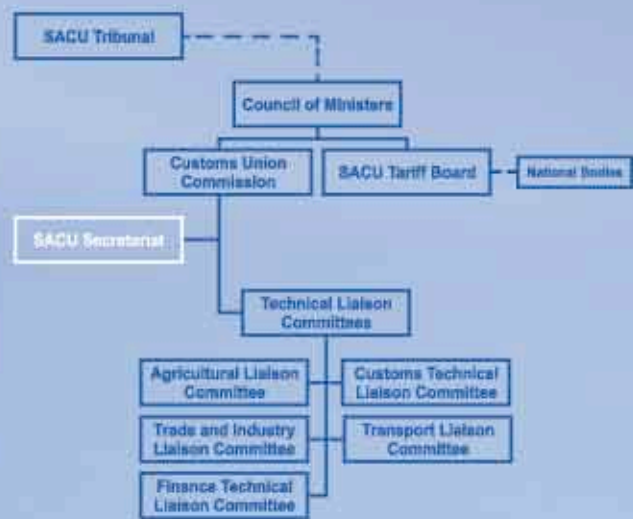 SACU Tribunal
Council of Ministers
Customs Union
Commission
SACU Tariff Board
National Bodies
SACU Secretariat
Technical Liaison
Committees
Agricultural Liaison
Committee
Customs Technical
Liaison Committee
Trade and Industry
Liaison Committee
Transport Liaison
Committee
Finance Technical
Liaison Committee